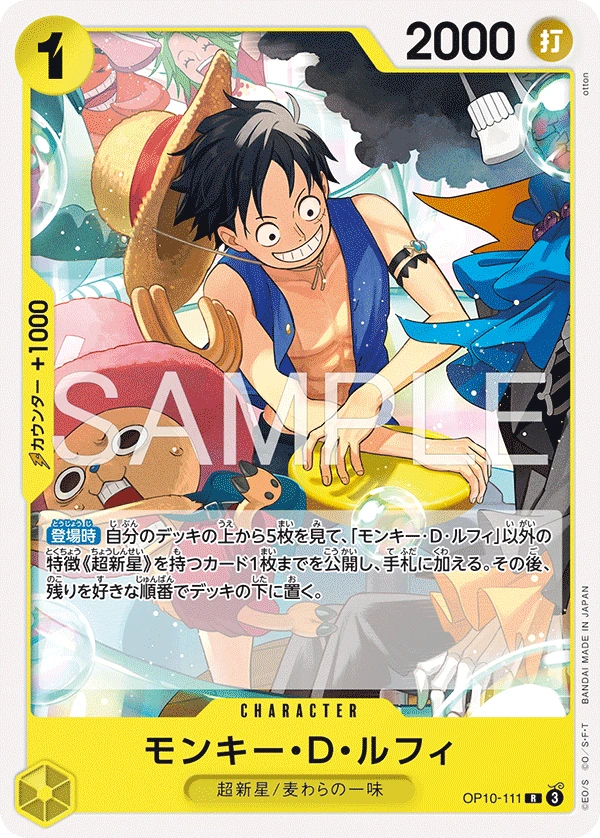 1
2000
打
otton
カウンター +1000
SAMPLE
登場時 自分のデッキの上から5枚を見て、「モンキー・D・ルフィ」以外の
特徴《超新星》を持つカード1枚までを公開し、手札に加える。その後、
残りを好きな順番でデッキの下に置く。
CHARACTER
モンキー・D・ルフィ
超新星/麦わらの一味
OP10-111 R 3
©E.O/S ©O/S・F・T BANDAI MADE IN JAPAN